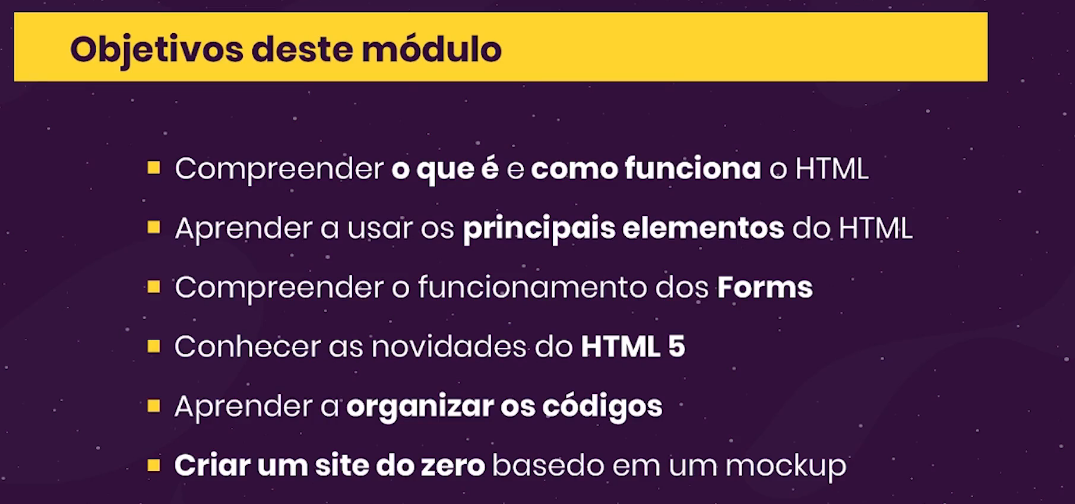 Objetivos deste módulo
Compreender o que é e como funciona o HTML
Aprender a usar os principais elementos do HTML
Compreender o funcionamento dos Forms
Conhecer as novidades do HTML 5
Aprender a organizar os códigos
Criar um site do zero basedo em um mockup